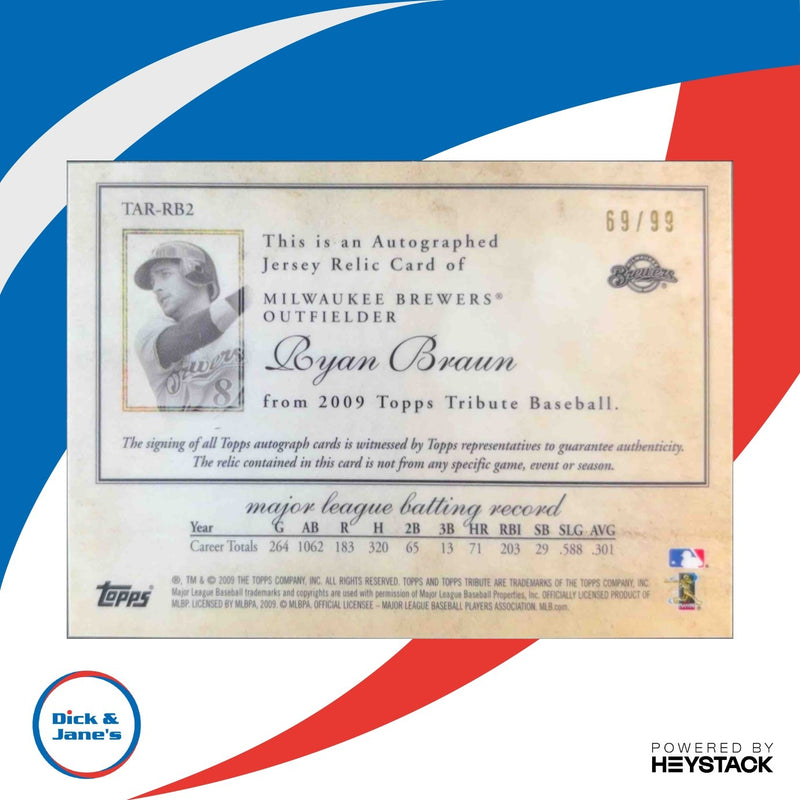 TAR-RB2
69/99
This is an Autographed
Jersey Relic Card of
Brewers
MILWAUKEE BREWERS®
OUTFIELDER
Ryan Braun
from 2009 Topps Tribute Baseball.
Brewers
8
The signing of all Topps autograph cards is witnessed by Topps representatives to guarantee authenticity.
The relic contained in this card is not from any specific game, event or season.
major league batting record
Year G AB R H 2B 3B HR RBI SB SLG AVG
Career Totals 264 1062 183 320 65 13 71 203 29 .588 .301
Topps
®, TM & © 2009 THE TOPPS COMPANY, INC. ALL RIGHTS RESERVED. TOPPS AND TOPPS TRIBUTE ARE TRADEMARKS OF THE TOPPS COMPANY, INC.
Major League Baseball trademarks and copyrights are used with permission of Major League Baseball Properties, Inc. OFFICIALLY LICENSED PRODUCT OF
MLBP. LICENSED BY MLBPA, 2009. © MLBPA. OFFICIAL LICENSEE – MAJOR LEAGUE BASEBALL PLAYERS ASSOCIATION. MLB.com.
Dick &
Jane's
POWERED BY
HEYSTACK